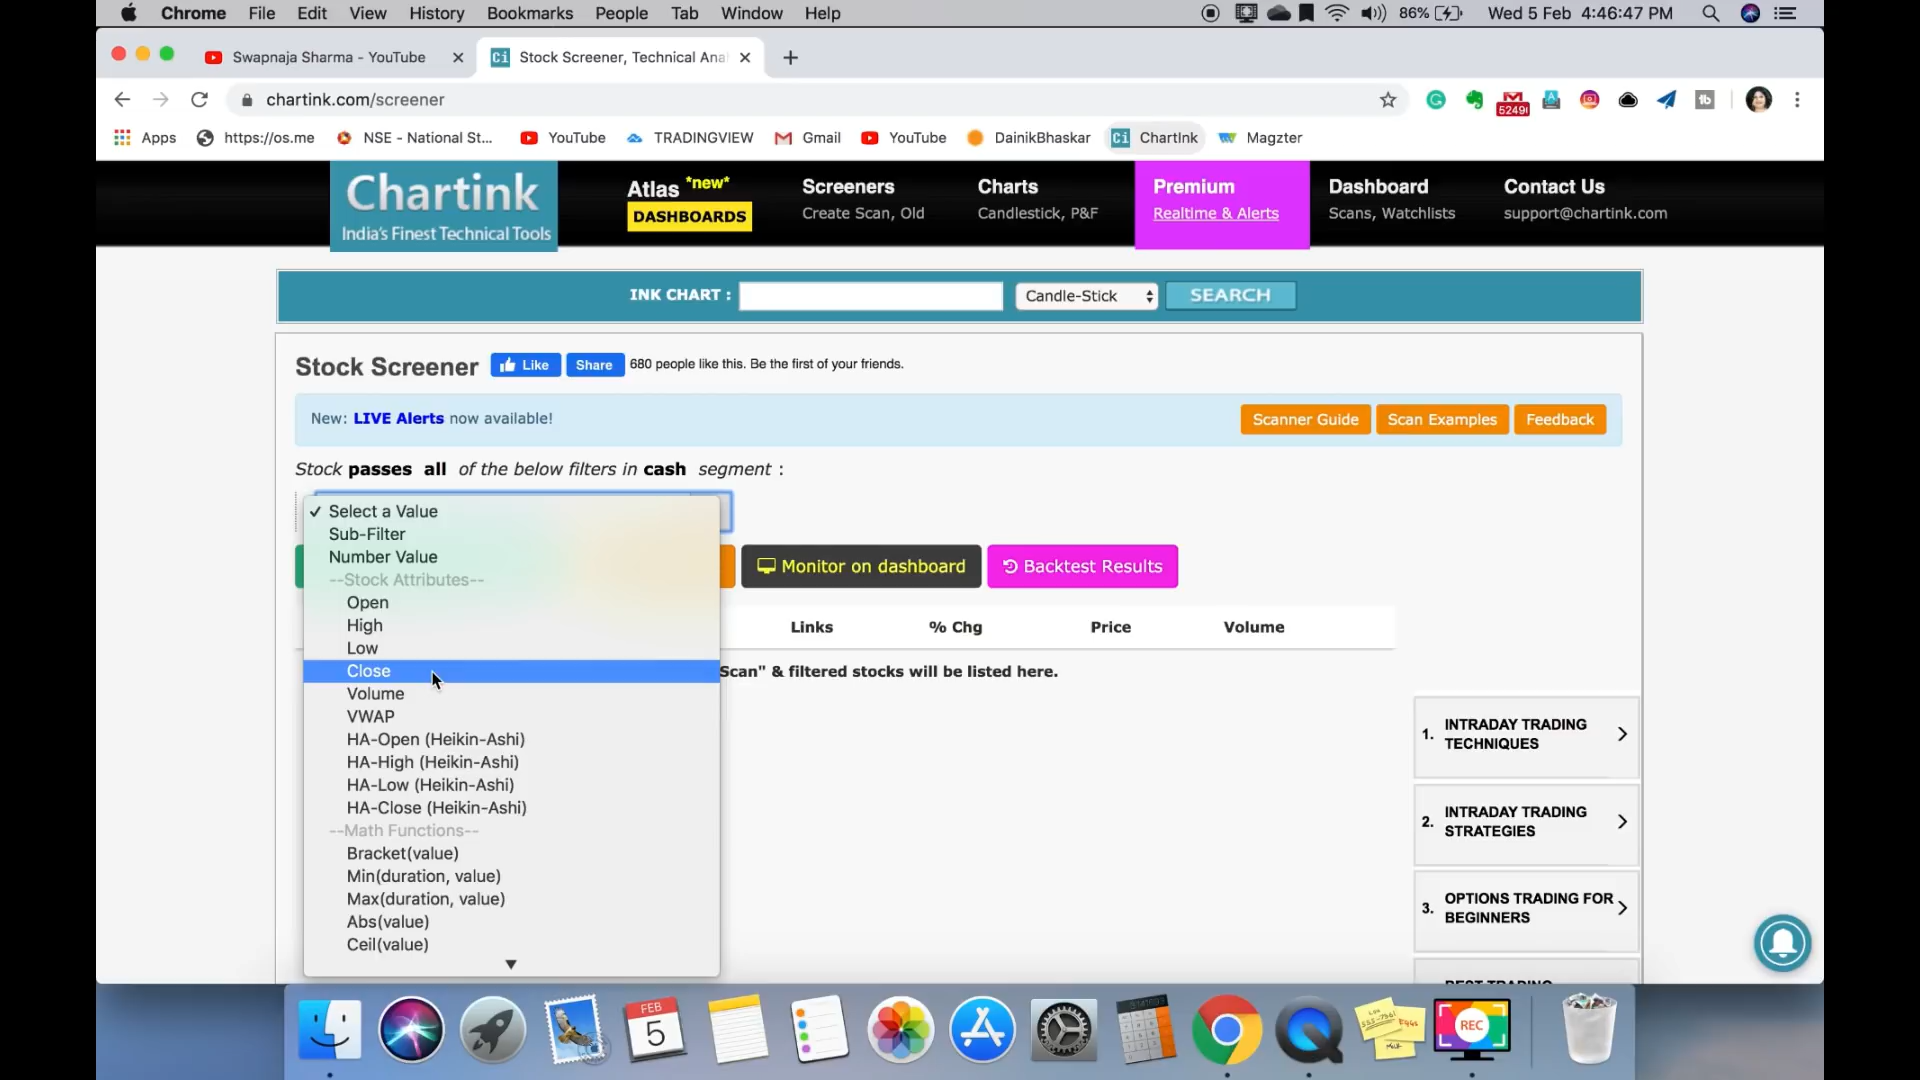 Chrome File Edit View History Bookmarks People Tab Window Help 86% Wed 5 Feb 4:46:47 PM
Swapnaja Sharma - YouTube
Ci Stock Screener, Technical Ana
chartink.com/screener
52491
Apps https://os.me NSE - National St... YouTube TRADINGVIEW Gmail YouTube DainikBhaskar Ci ChartInk Magzter
Chartink
India's Finest Technical Tools
Atlas *new*
DASHBOARDS
Screeners
Create Scan, Old
Charts
Candlestick, P&F
Premium
Realtime & Alerts
Dashboard
Scans, Watchlists
Contact Us
support@chartink.com
INK CHART : Candle-Stick SEARCH
Stock Screener Like Share 680 people like this. Be the first of your friends.
New: LIVE Alerts now available! Scanner Guide Scan Examples Feedback
Stock passes all of the below filters in cash segment :
✓ Select a Value
Sub-Filter
Number Value
--Stock Attributes--
Open
High
Low
Close
Volume
VWAP
HA-Open (Heikin-Ashi)
HA-High (Heikin-Ashi)
HA-Low (Heikin-Ashi)
HA-Close (Heikin-Ashi)
--Math Functions--
Bracket(value)
Min(duration, value)
Max(duration, value)
Abs(value)
Ceil(value)
Monitor on dashboard Backtest Results
Links % Chg Price Volume
Scan" & filtered stocks will be listed here.
1. INTRADAY TRADING
TECHNIQUES
2. INTRADAY TRADING
STRATEGIES
3. OPTIONS TRADING FOR
BEGINNERS
FEB
5
REC